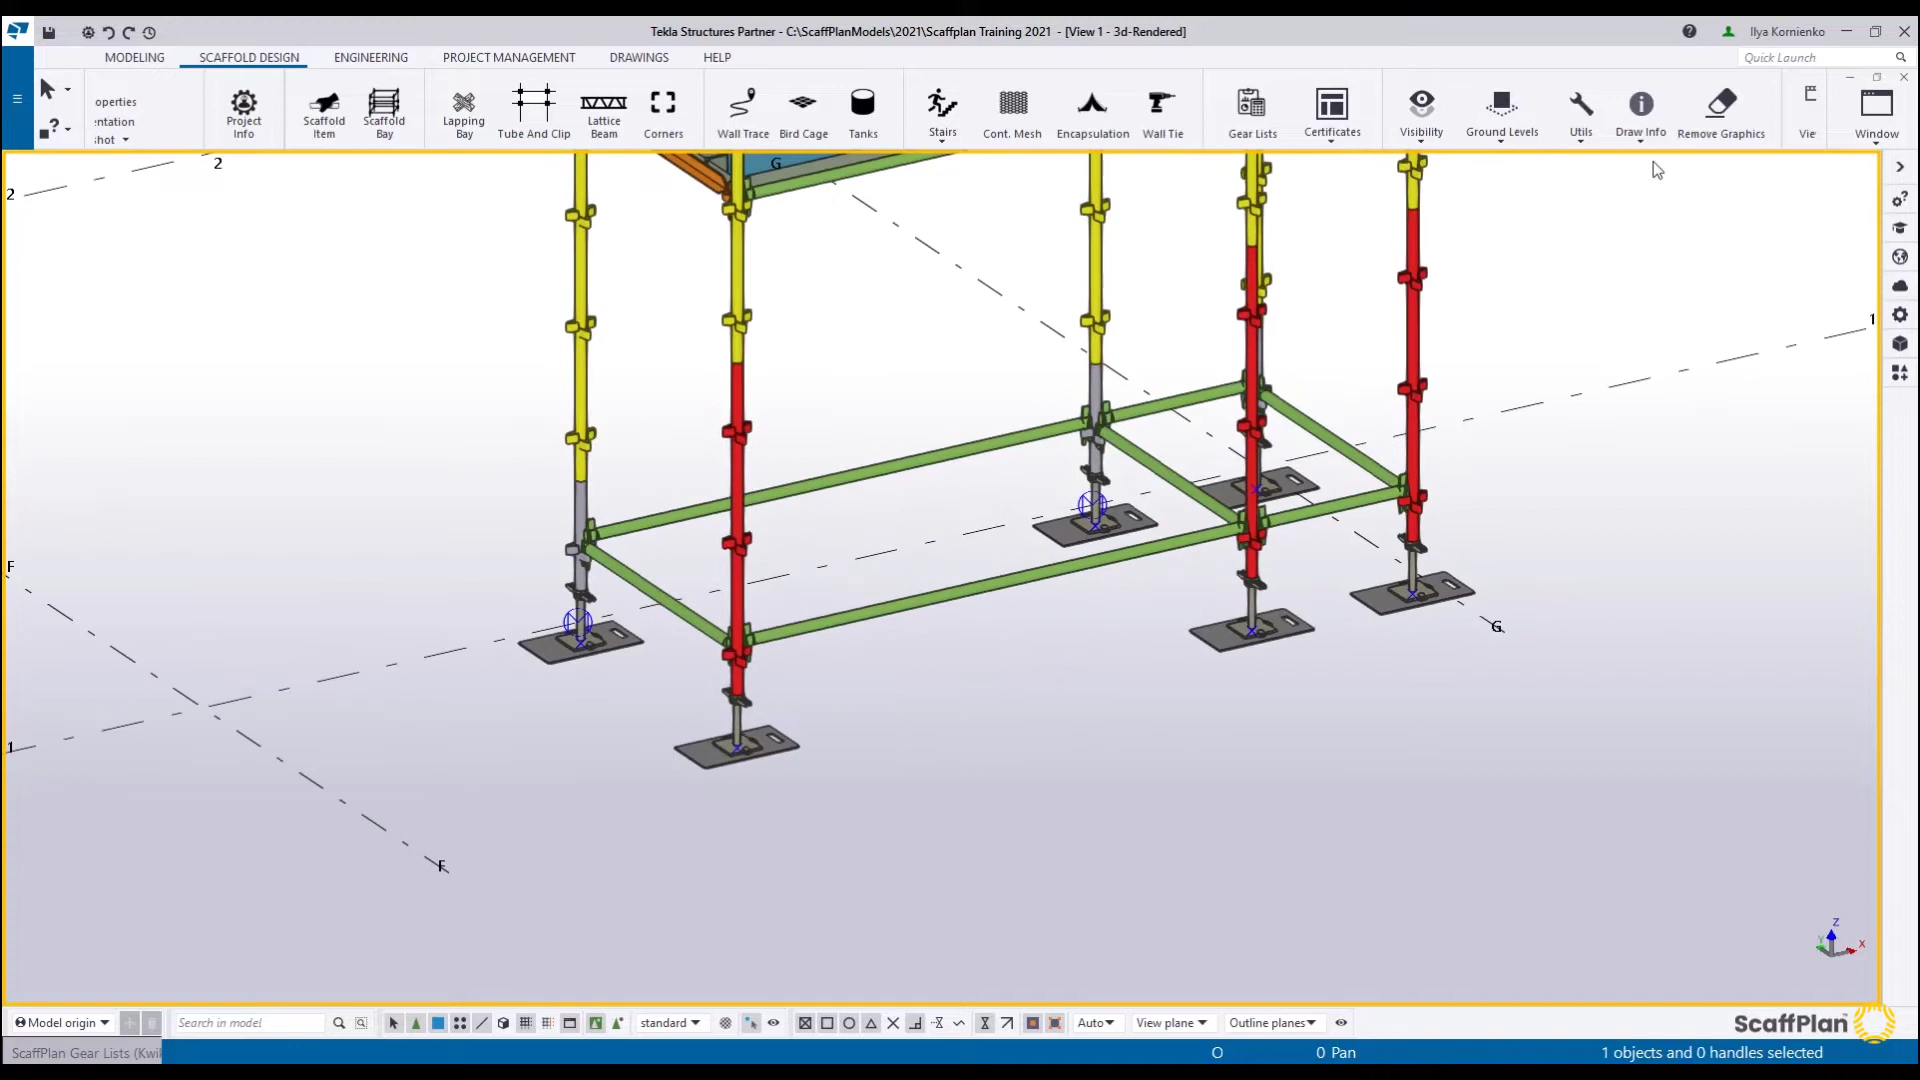 Tekla Structures Partner - C:\ScaffPlanModels\2021\Scaffplan Training 2021 - [View 1 - 3d-Rendered]
Ilya Kornienko
MODELING SCAFFOLD DESIGN ENGINEERING PROJECT MANAGEMENT DRAWINGS HELP
Quick Launch
operties
entation
shot
Project Info
Scaffold Item
Scaffold Bay
Lapping Bay
Tube And Clip
Lattice Beam
Corners
Wall Trace
Bird Cage
Tanks
Stairs
Cont. Mesh
Encapsulation
Wall Tie
Gear Lists
Certificates
Visibility
Ground Levels
Utils
Draw Info
Remove Graphics
Vie
Window
2
2
G
1
F
G
1
F
Z
Y
X
Model origin
Search in model
standard
Auto
View plane
Outline planes
ScaffPlan
ScaffPlan Gear Lists (Kwik
O
0 Pan
1 objects and 0 handles selected